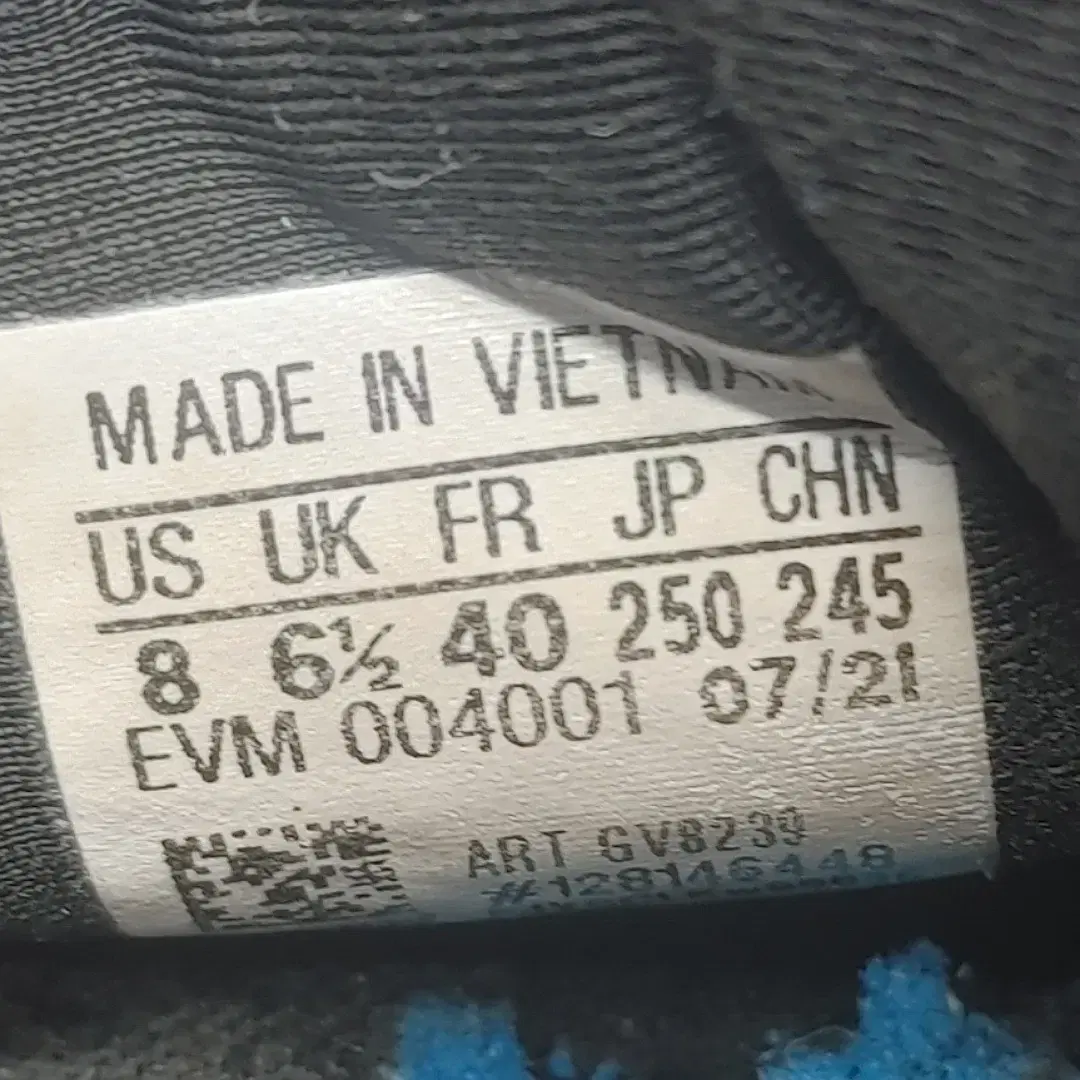 MADE IN VIETNAM
US UK FR JP CHN
8 6½ 40 250 245
EVM 004001 07/21
ART GV8239
#1281146448